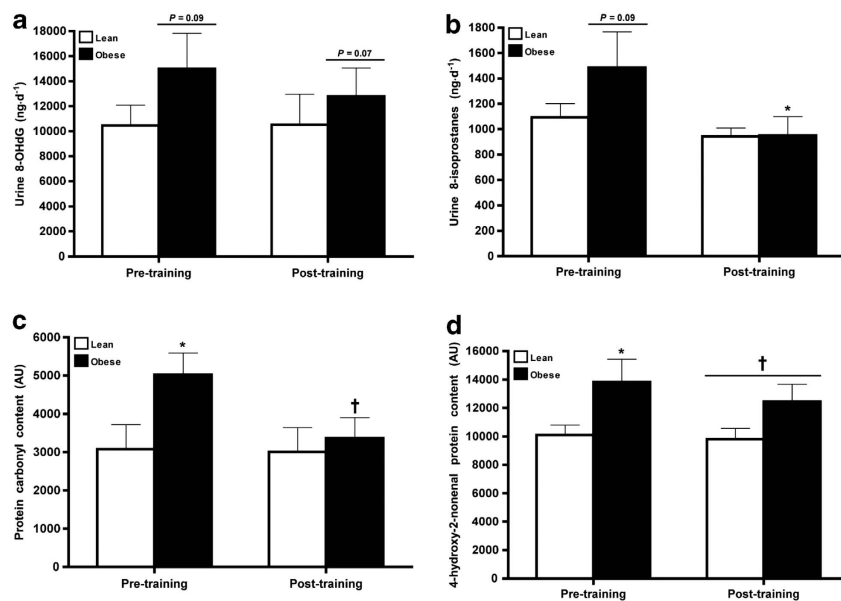 a
Lean
Obese
P = 0.09
P = 0.07
Urine 8-OHdG (ng·d⁻¹)
18000
16000
14000
12000
10000
8000
6000
4000
2000
0
Pre-training
Post-training
b
Lean
Obese
P = 0.09
*
Urine 8-isoprostanes (ng·d⁻¹)
1800
1600
1400
1200
1000
800
600
400
200
0
Pre-training
Post-training
c
Lean
Obese
*
†
Protein carbonyl content (AU)
6000
5000
4000
3000
2000
1000
0
Pre-training
Post-training
d
Lean
Obese
*
†
4-hydroxy-2-nonenal protein content (AU)
16000
14000
12000
10000
8000
6000
4000
2000
0
Pre-training
Post-training